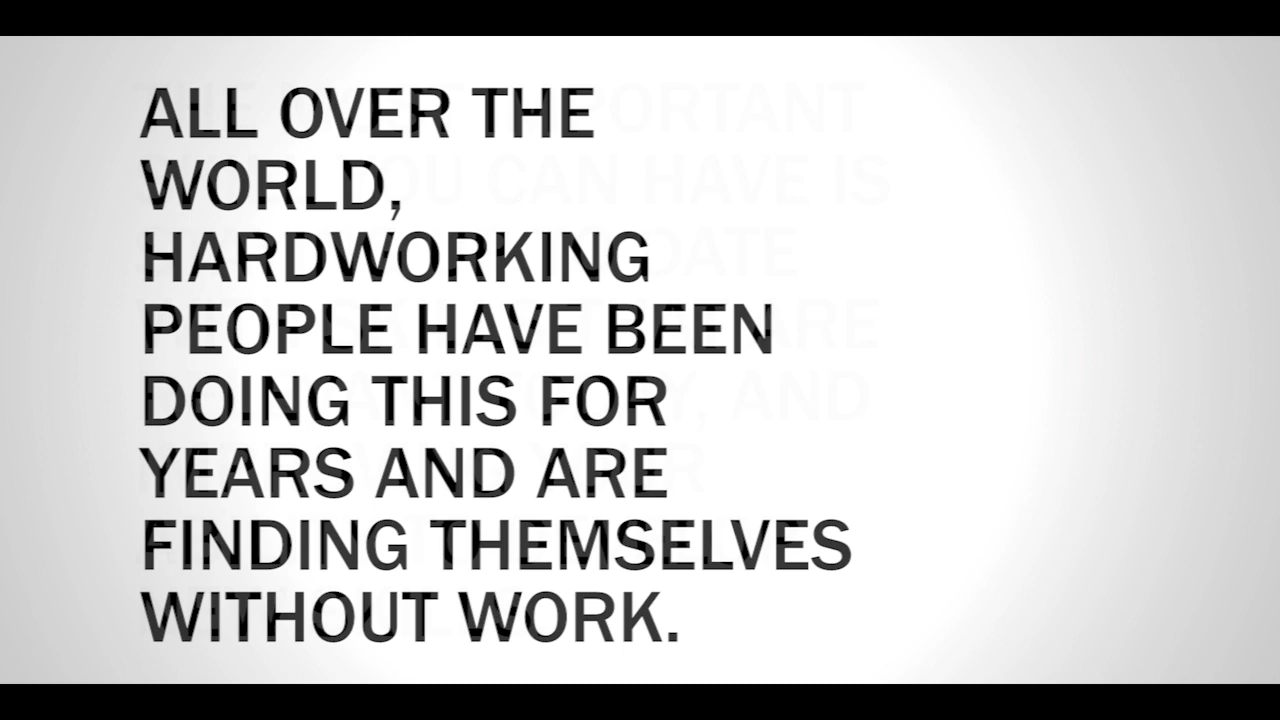 ALL OVER THE
WORLD,
HARDWORKING
PEOPLE HAVE BEEN
DOING THIS FOR
YEARS AND ARE
FINDING THEMSELVES
WITHOUT WORK.